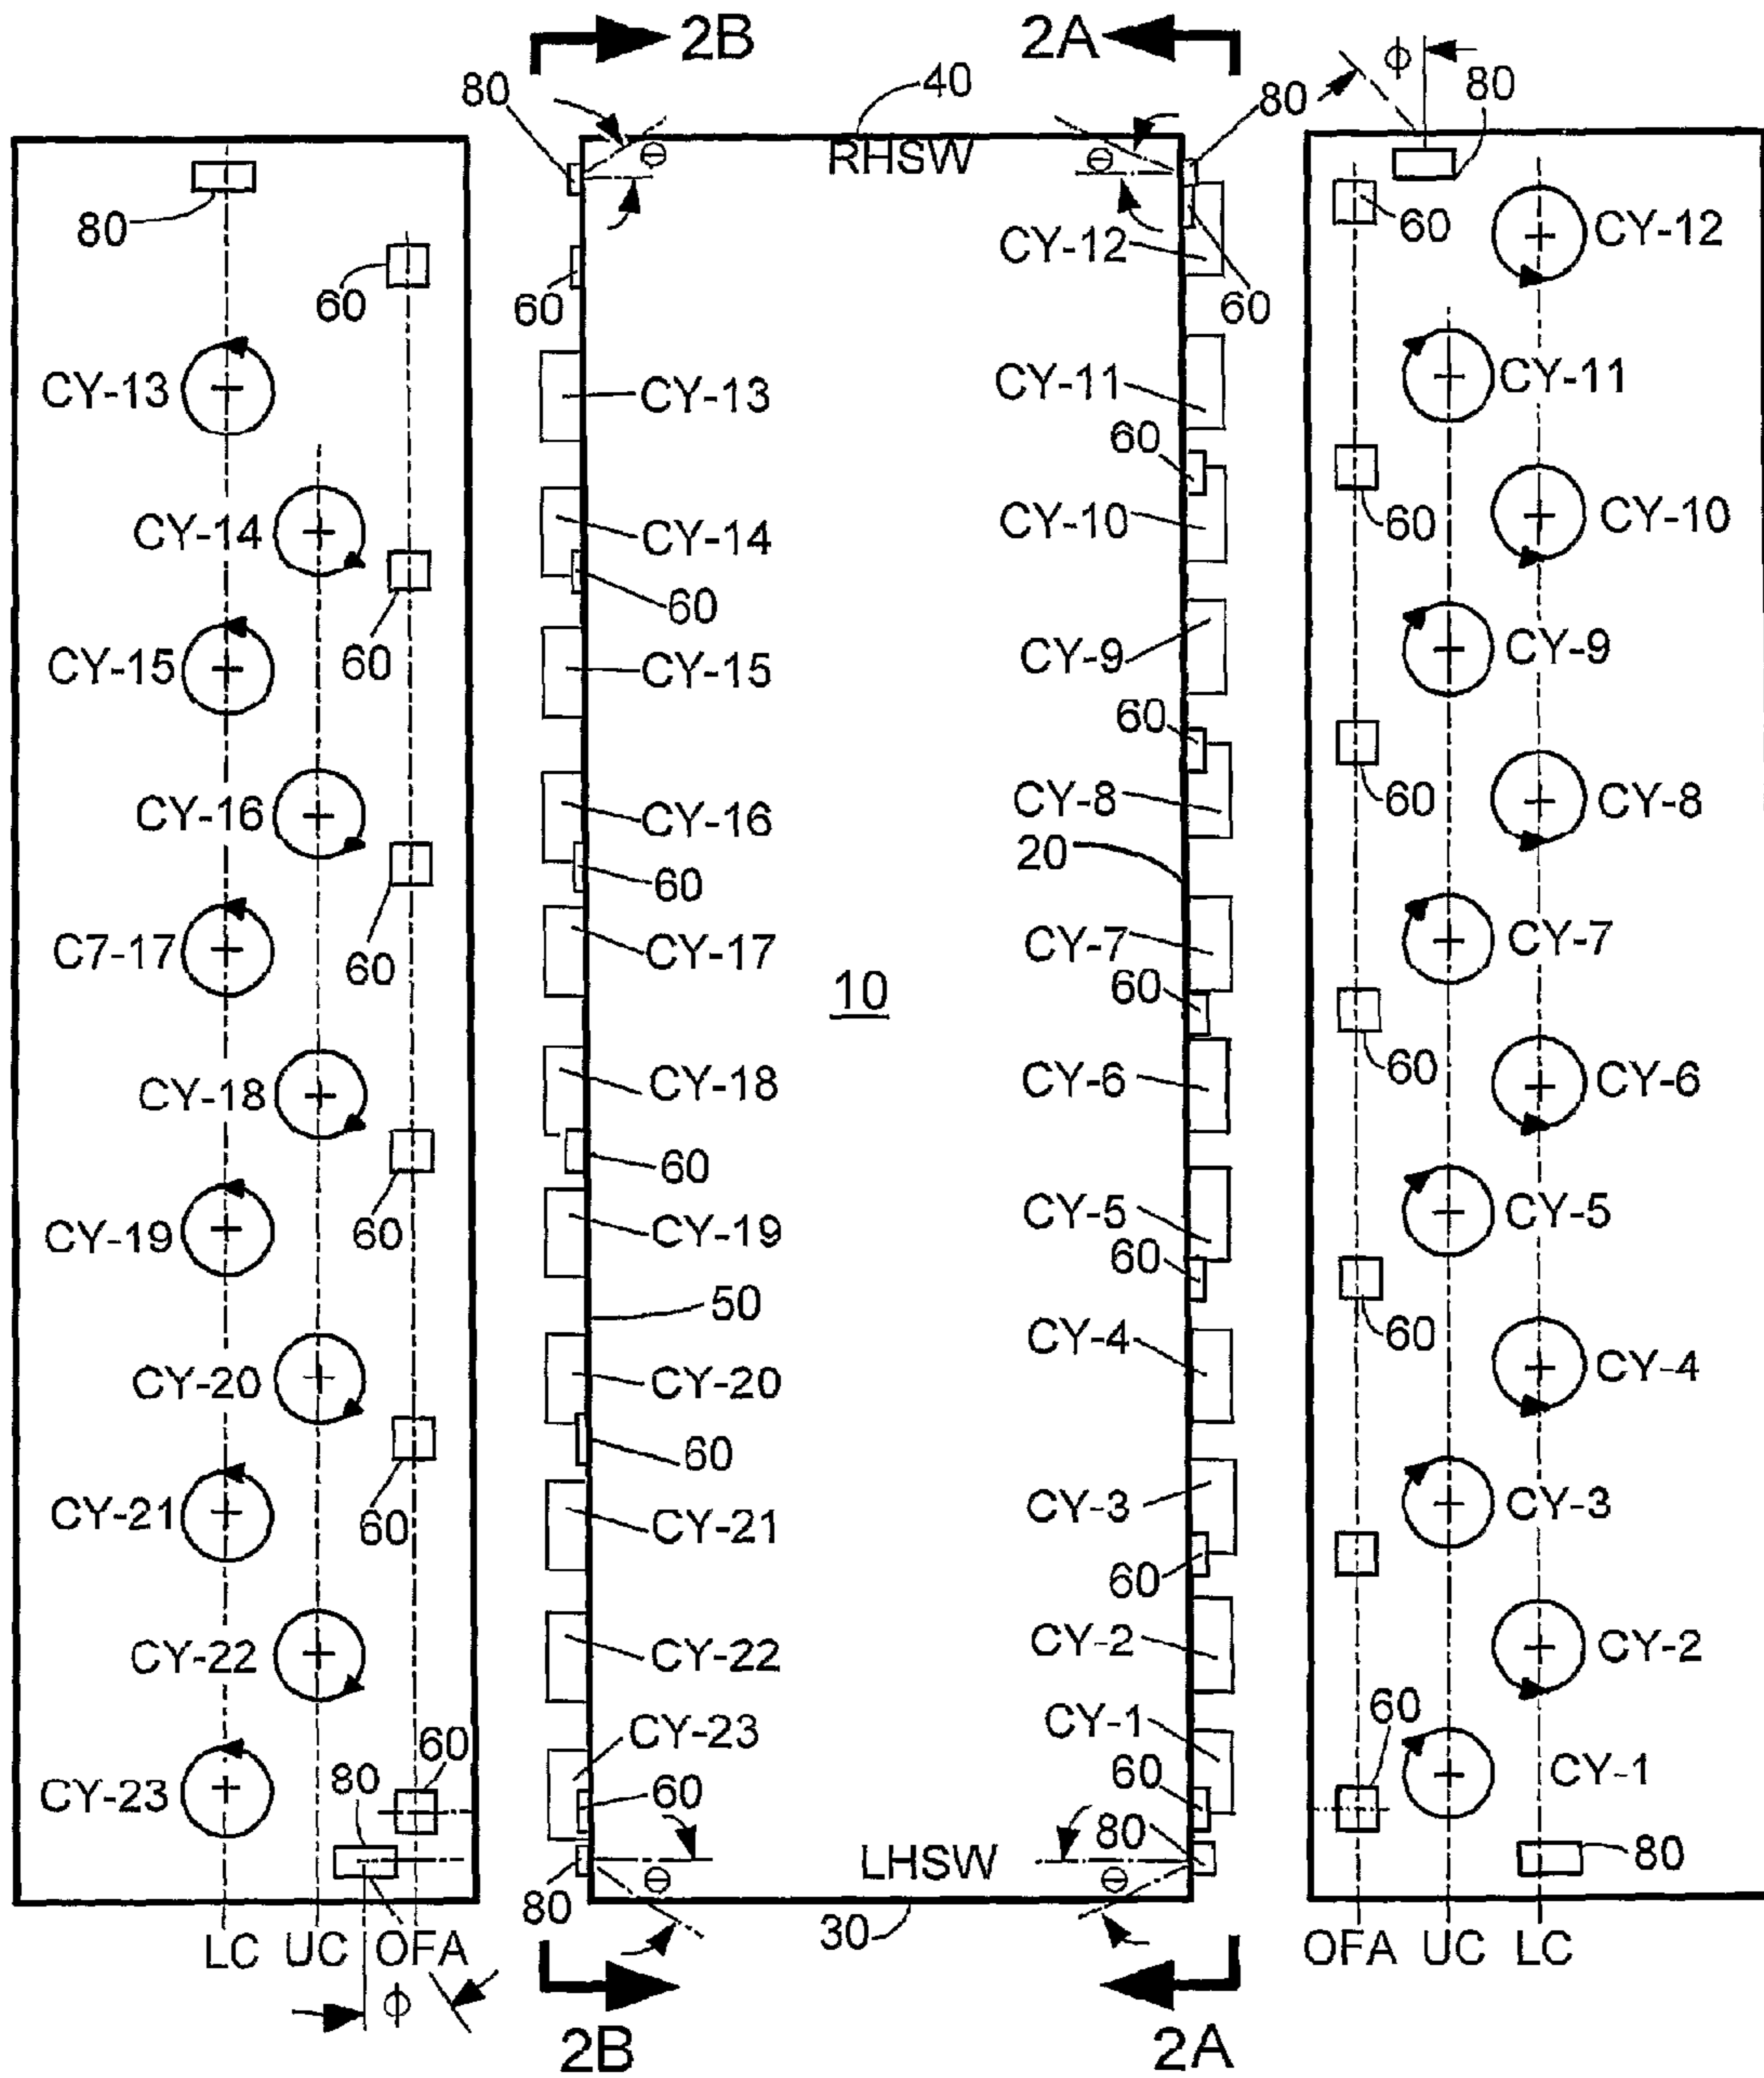 2B 2A
80 40 80 ϕ 80
RHSW
Θ Θ
80 80 80
60 60 60 60
CY-12 CY-12
CY-13 CY-13 CY-11 CY-11
60
CY-14 CY-14 CY-10 CY-10
60 60
60
CY-15 CY-15 CY-9 CY-9
60
CY-16 CY-16 CY-8 CY-8
60
20
60
C7-17 CY-17 CY-7 CY-7
60
10
60
CY-18 CY-18 CY-6 CY-6
60
60
CY-19 CY-19 CY-5 CY-5
60
60
50
60
CY-20 CY-20 CY-4 CY-4
60
CY-21 CY-21 CY-3 CY-3
60
60
CY-22 CY-22 CY-2 CY-2
60
CY-23 CY-23 CY-1 CY-1
60 60 60
80
80 80
LHSW
Θ Θ
80
30
LC UC OFA OFA UC LC
ϕ
2B 2A